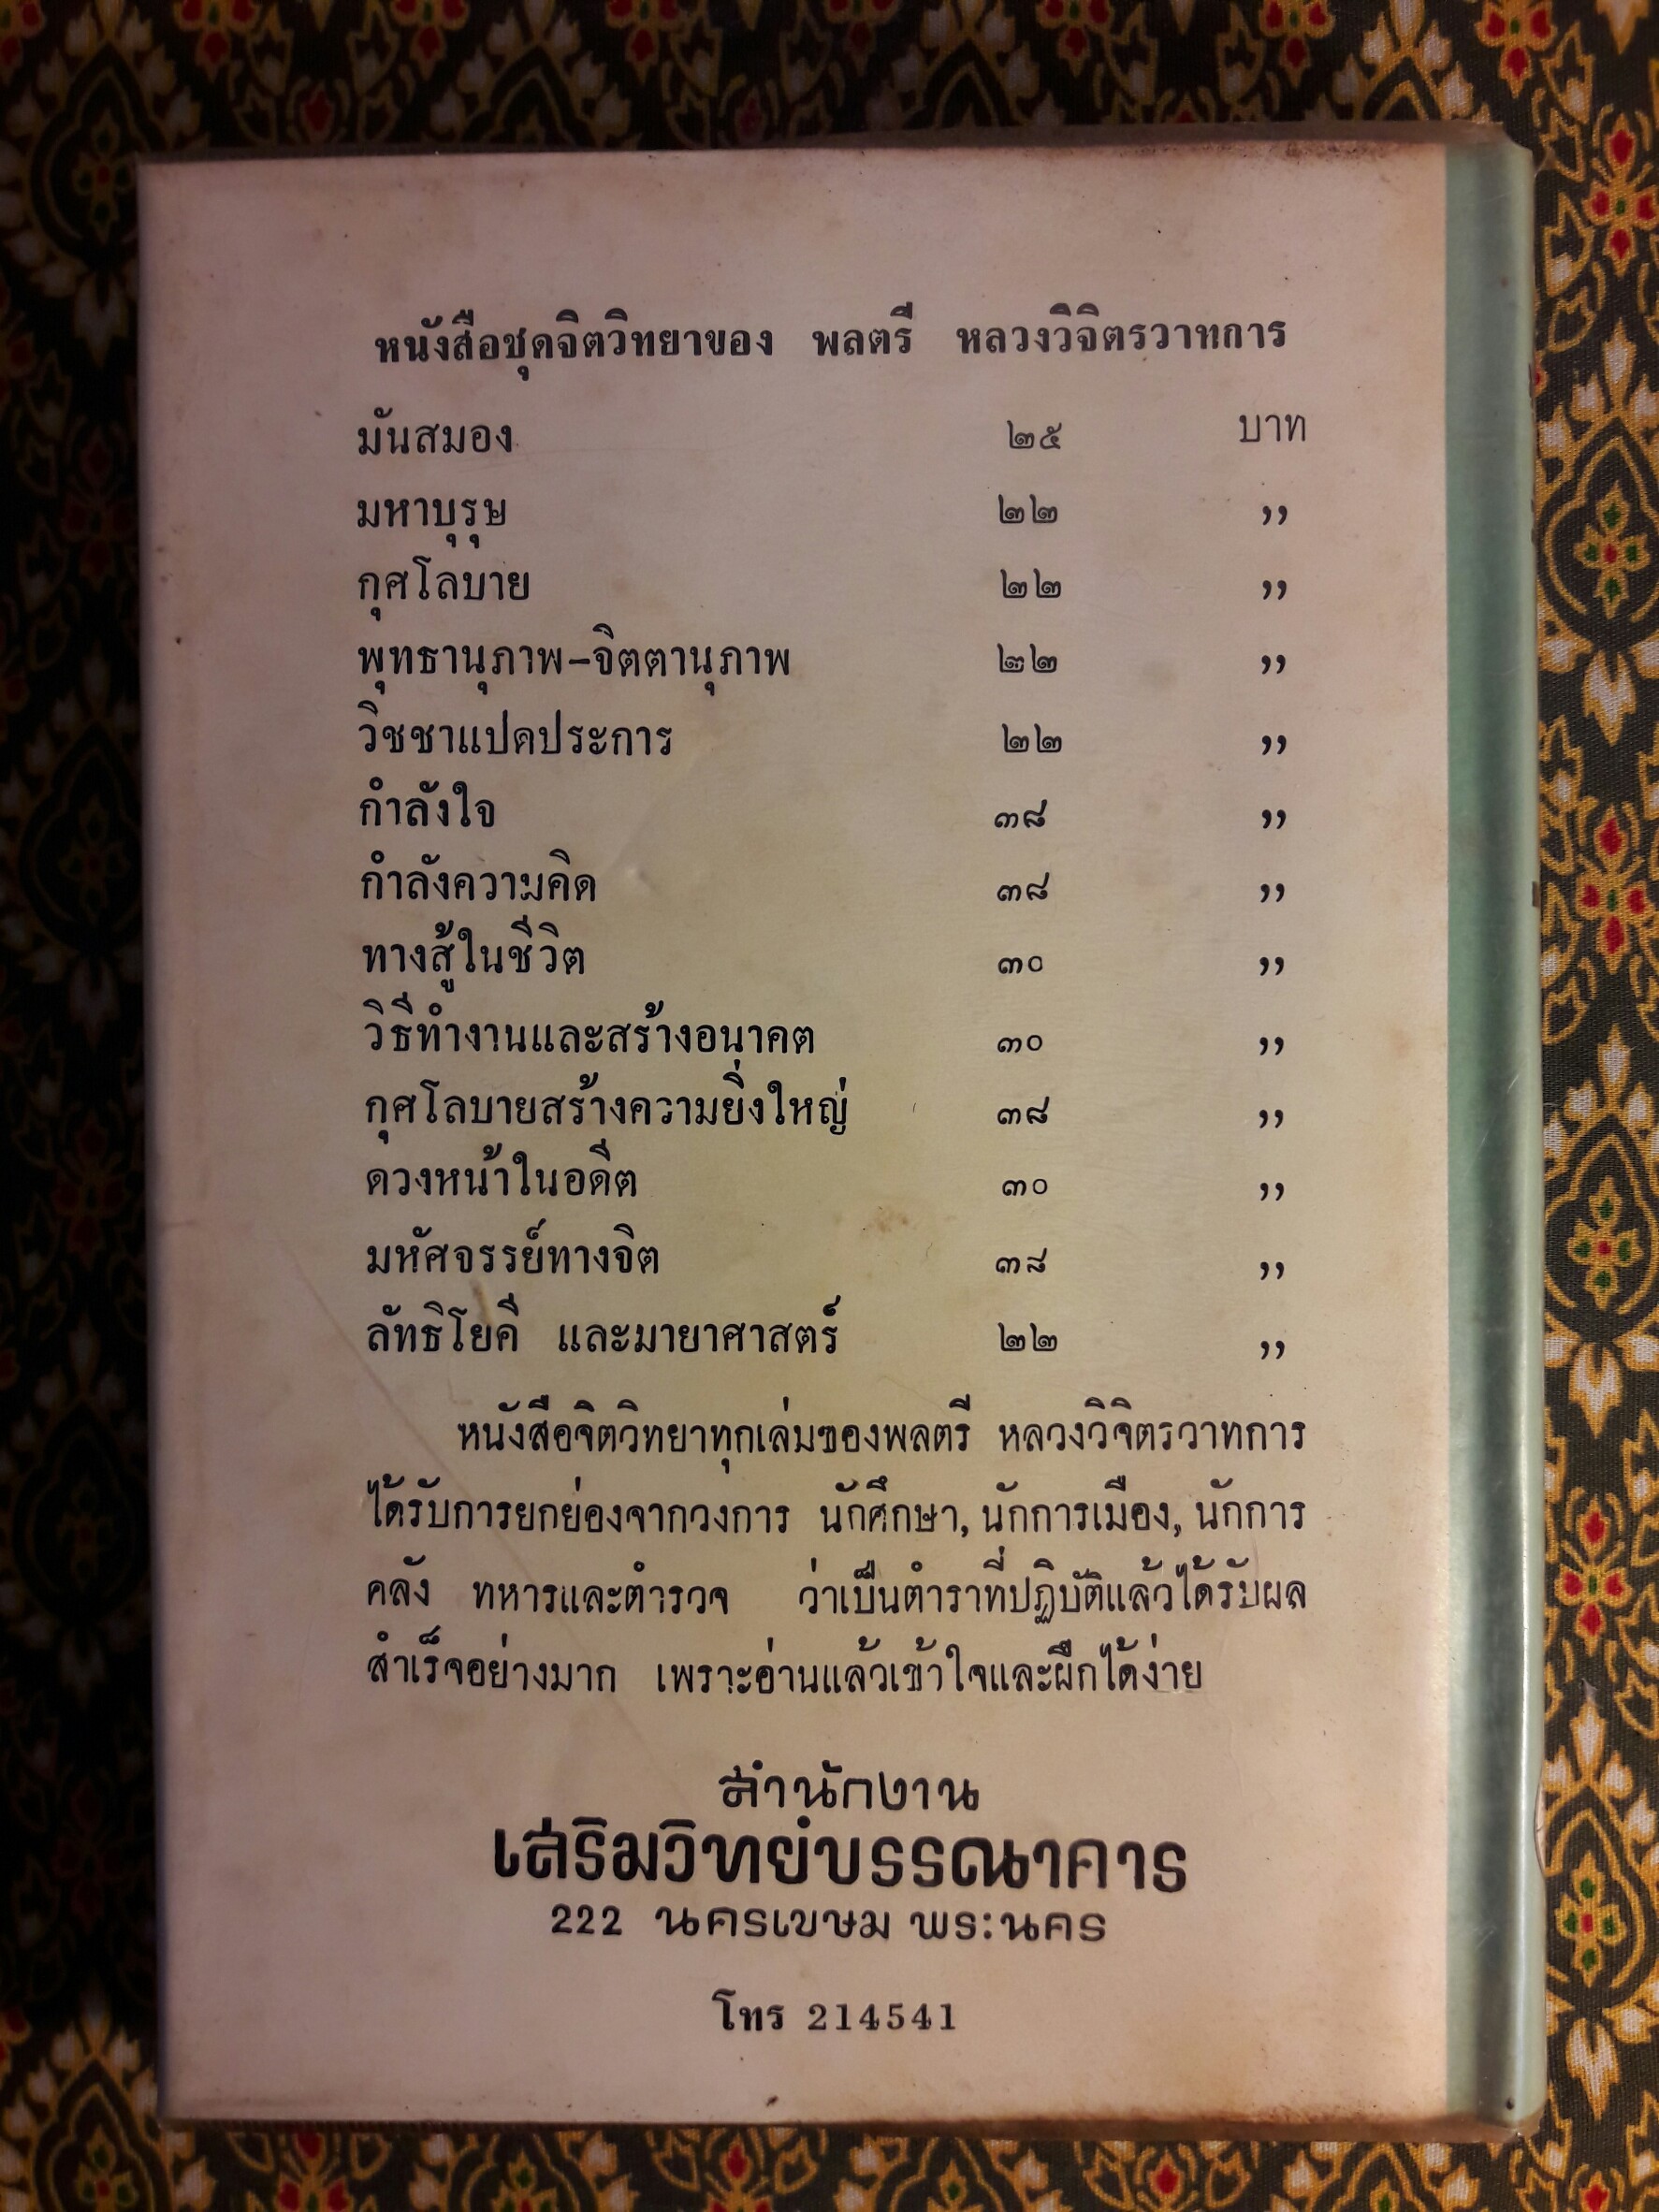 หนังสือชุดจิตวิทยาของ พลตรี หลวงวิจิตรวาทการ
มันสมอง ๒๕ บาท
มหาบุรุษ ๒๒ ,,
กุศโลบาย ๒๒ ,,
พุทธานุภาพ-จิตตานุภาพ ๒๒ ,,
วิชชาแปดประการ ๒๒ ,,
กำลังใจ ๓๘ ,,
กำลังความคิด ๓๘ ,,
ทางสู้ในชีวิต ๓๐ ,,
วิธีทำงานและสร้างอนาคต ๓๐ ,,
กุศโลบายสร้างความยิ่งใหญ่ ๓๘ ,,
ดวงหน้าในอดีต ๓๐ ,,
มหัศจรรย์ทางจิต ๓๘ ,,
ลัทธิโยคี และมายาศาสตร์ ๒๒ ,,
หนังสือจิตวิทยาทุกเล่มของพลตรี หลวงวิจิตรวาทการ
ได้รับการยกย่องจากวงการ นักศึกษา, นักการเมือง, นักการ
คลัง ทหารและตำรวจ ว่าเป็นตำราที่ปฏิบัติแล้วได้รับผล
สำเร็จอย่างมาก เพราะอ่านแล้วเข้าใจและฝึกได้ง่าย
สำนักงาน
เสริมวิทย์บรรณาคาร
222 นครเขษม พระนคร
โทร 214541